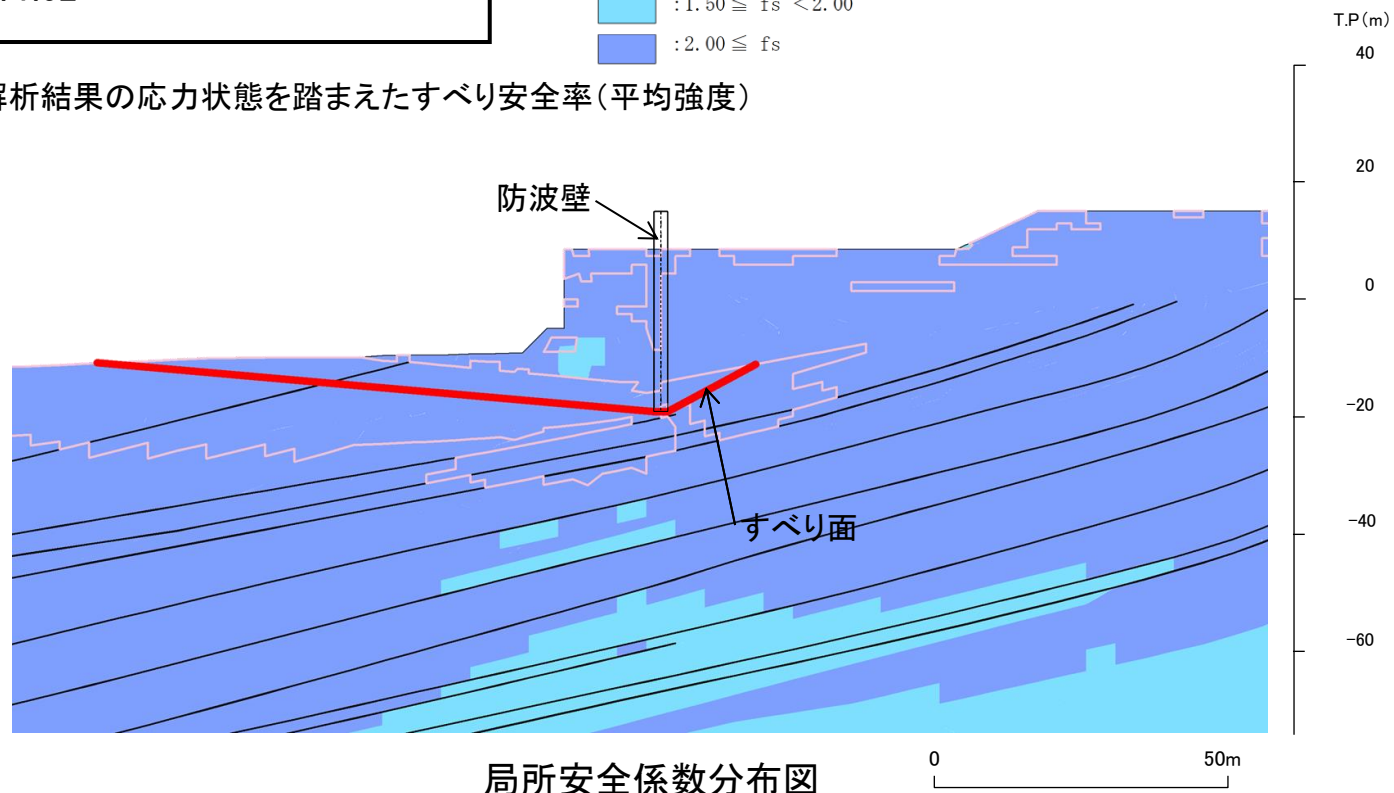 :1.50≦ fs <2.00
:2.00≦ fs
解析結果の応力状態を踏まえたすべり安全率(平均強度)
T.P(m)
40
20
0
-20
-40
-60
防波壁
すべり面
局所安全係数分布図
0 50m